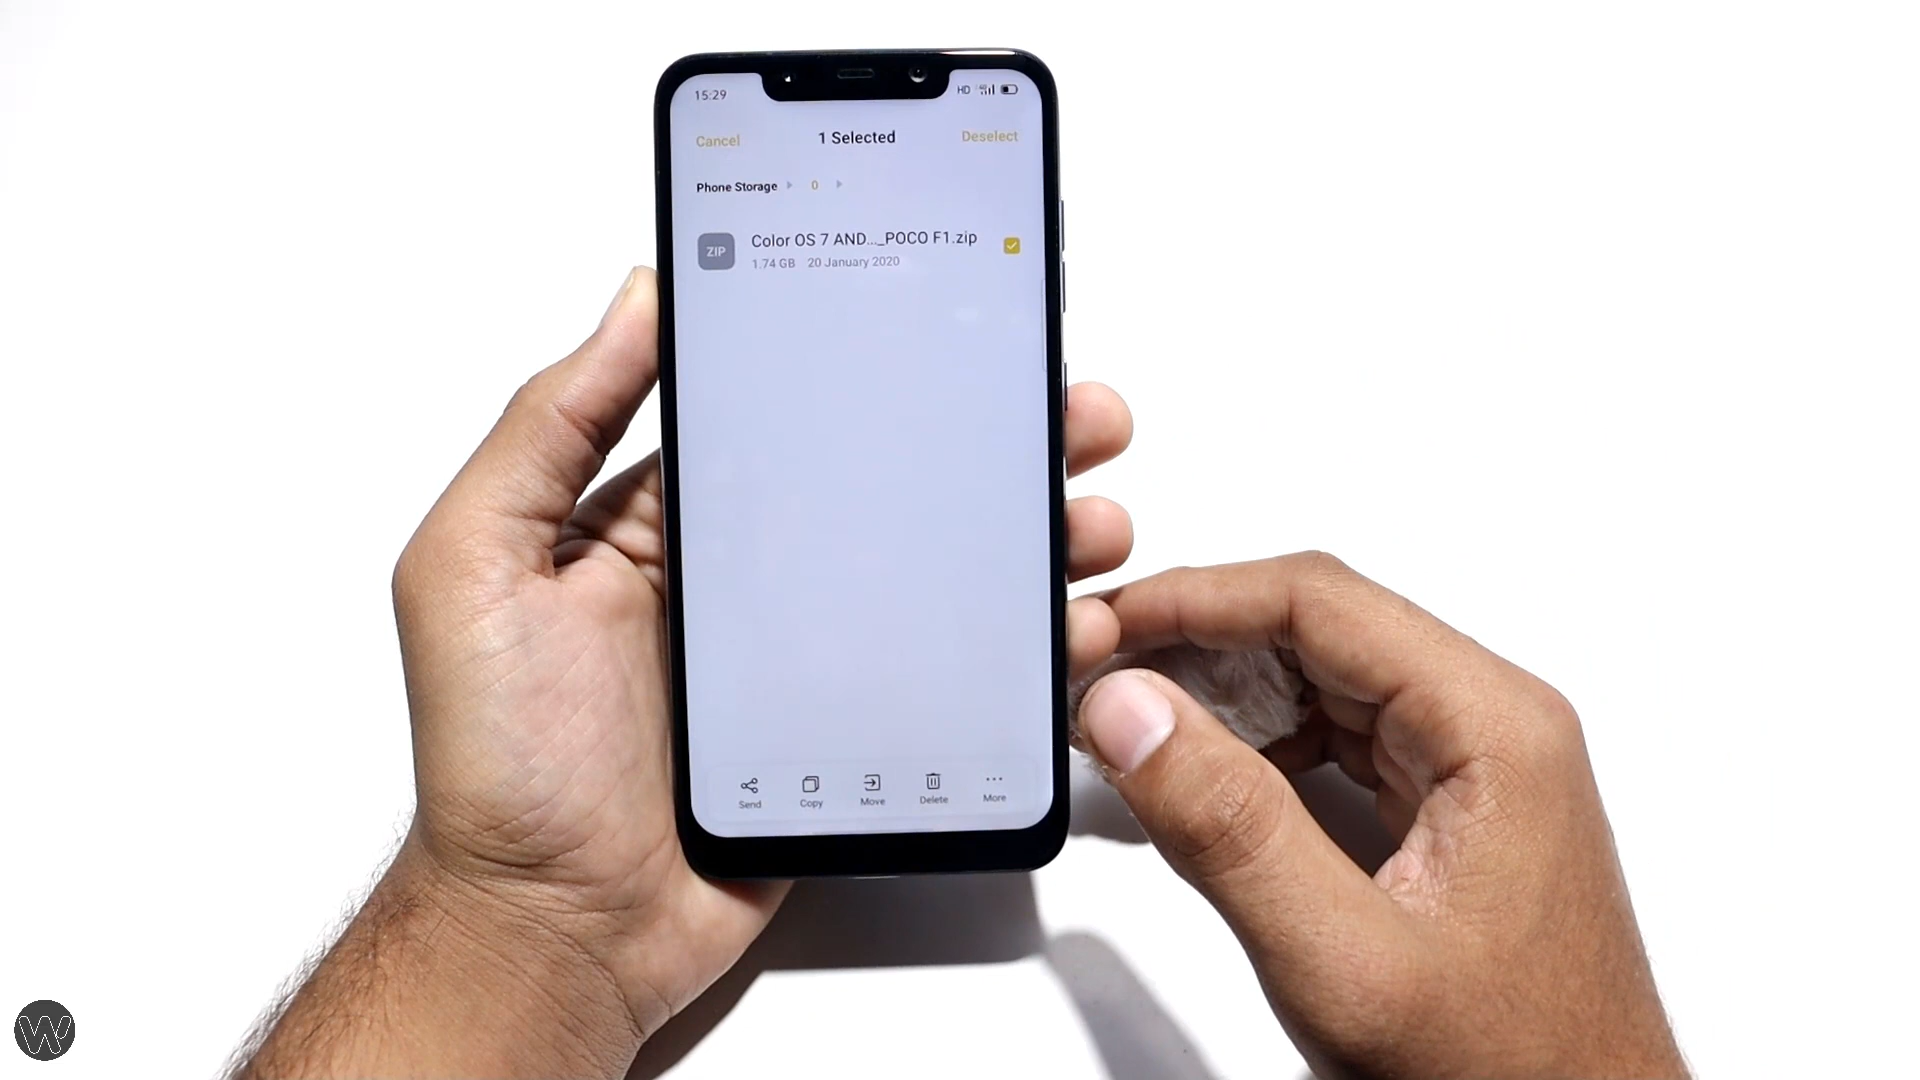 15:29
HD 4G
Cancel 1 Selected Deselect
Phone Storage 0
ZIP
Color OS 7 AND..._POCO F1.zip
1.74 GB 20 January 2020
Send Copy Move Delete More
W